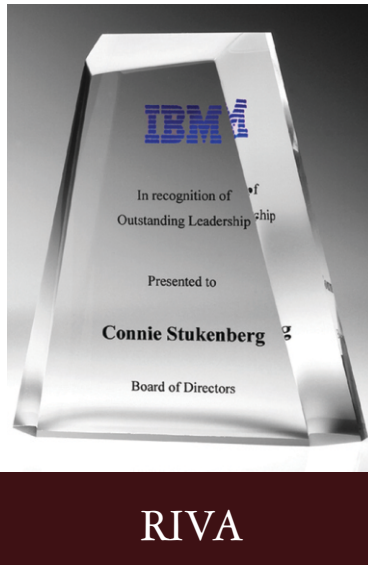 IBM
In recognition of
Outstanding Leadership
Presented to
Connie Stukenberg
Board of Directors
RIVA